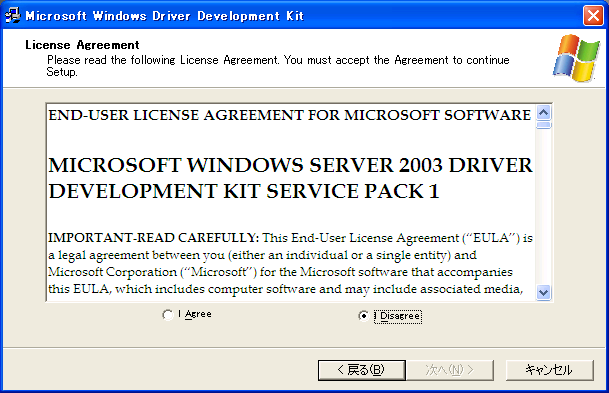 Microsoft Windows Driver Development Kit
License Agreement
Please read the following License Agreement. You must accept the Agreement to continue
Setup.
END-USER LICENSE AGREEMENT FOR MICROSOFT SOFTWARE
MICROSOFT WINDOWS SERVER 2003 DRIVER
DEVELOPMENT KIT SERVICE PACK 1
IMPORTANT-READ CAREFULLY: This End-User License Agreement (“EULA”) is
a legal agreement between you (either an individual or a single entity) and
Microsoft Corporation (“Microsoft”) for the Microsoft software that accompanies
this EULA, which includes computer software and may include associated media,
I Agree
I Disagree
< 戻る(B)
次へ(N) >
キャンセル